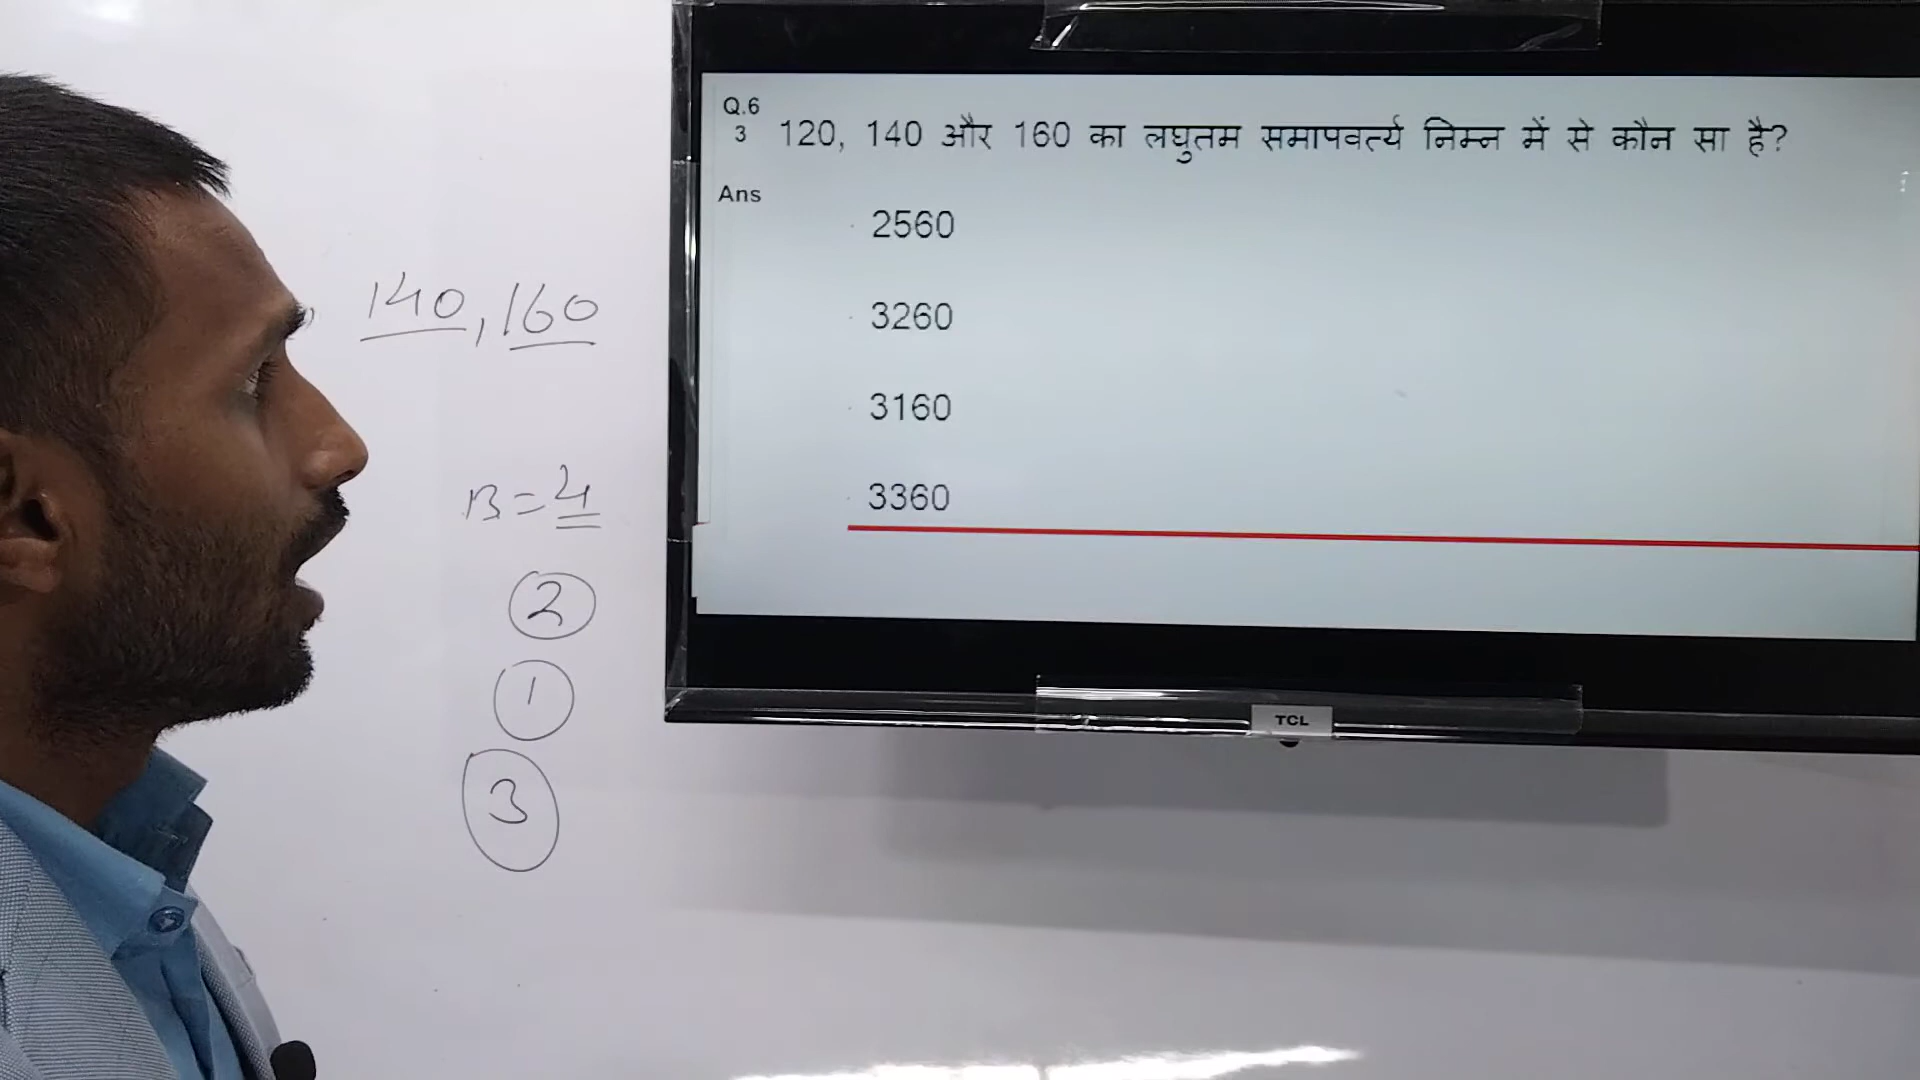 Q.6
3
120, 140 और 160 का लघुतम समापवर्त्य निम्न में से कौन सा है?
Ans
2560
3260
3160
3360
140, 160
B = 4
2
1
3
TCL